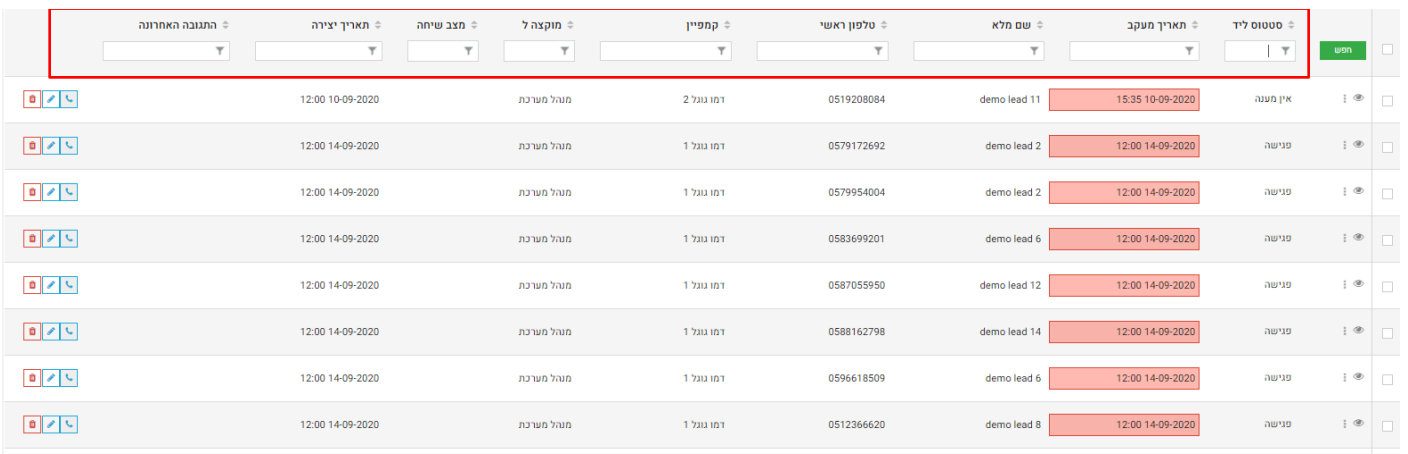 סטטוס ליד תאריך מעקב שם מלא טלפון ראשי קמפיין מוקצה ל מצב שיחה תאריך יצירה התגובה האחרונה
חפש
אין מענה 15:35 10-09-2020 demo lead 11 0519208084 דמו גוגל 2 מנהל מערכת 12:00 10-09-2020
פגישה 12:00 14-09-2020 demo lead 2 0579172692 דמו גוגל 1 מנהל מערכת 12:00 14-09-2020
פגישה 12:00 14-09-2020 demo lead 2 0579954004 דמו גוגל 1 מנהל מערכת 12:00 14-09-2020
פגישה 12:00 14-09-2020 demo lead 6 0583699201 דמו גוגל 1 מנהל מערכת 12:00 14-09-2020
פגישה 12:00 14-09-2020 demo lead 12 0587055950 דמו גוגל 1 מנהל מערכת 12:00 14-09-2020
פגישה 12:00 14-09-2020 demo lead 14 0588162798 דמו גוגל 1 מנהל מערכת 12:00 14-09-2020
פגישה 12:00 14-09-2020 demo lead 6 0596618509 דמו גוגל 1 מנהל מערכת 12:00 14-09-2020
פגישה 12:00 14-09-2020 demo lead 8 0512366620 דמו גוגל 1 מנהל מערכת 12:00 14-09-2020